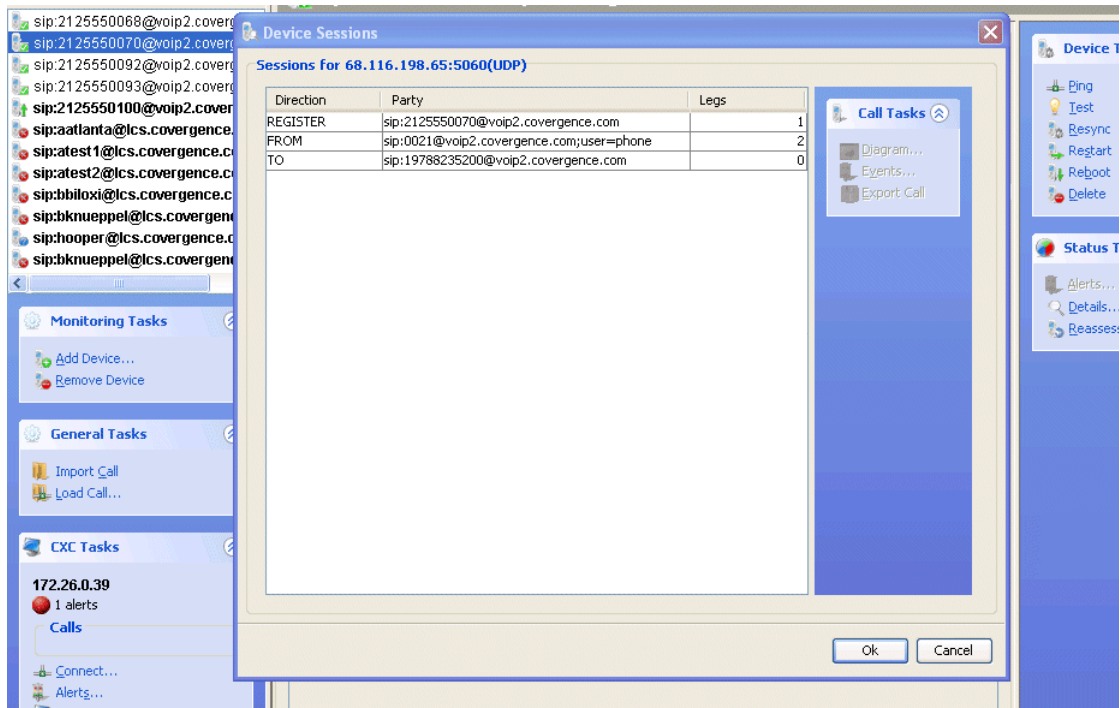 sip:2125550068@voip2.coverg
sip:2125550070@voip2.coverg
sip:2125550092@voip2.coverg
sip:2125550093@voip2.coverg
sip:2125550100@voip2.cover
sip:aatlanta@lcs.covergence.
sip:atest1@lcs.covergence.c
sip:atest2@lcs.covergence.c
sip:bbiloxi@lcs.covergence.c
sip:bknueppel@lcs.covergen
sip:hooper@lcs.covergence.c
sip:bknueppel@lcs.covergen
Monitoring Tasks
Add Device...
Remove Device
General Tasks
Import Call
Load Call...
CXC Tasks
172.26.0.39
1 alerts
Calls
Connect...
Alerts...
Device Sessions
Sessions for 68.116.198.65:5060(UDP)
Direction Party Legs
REGISTER sip:2125550070@voip2.covergence.com 1
FROM sip:0021@voip2.covergence.com;user=phone 2
TO sip:19788235200@voip2.covergence.com 0
Call Tasks
Diagram...
Events...
Export Call
Ok Cancel
Device T
Ping
Test
Resync
Restart
Reboot
Delete
Status T
Alerts...
Details...
Reassess